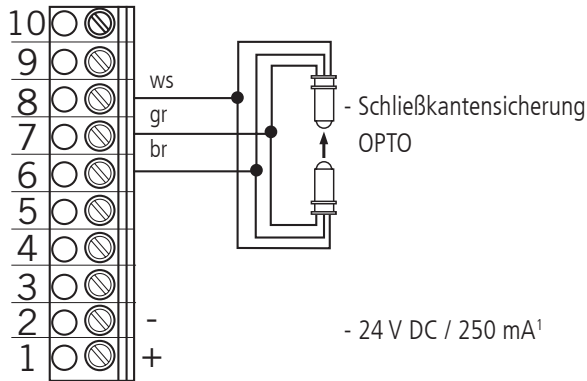 10
9
8 ws
7 gr
6 br
5
4
3
2 -
1 +
- Schließkantensicherung
OPTO
- 24 V DC / 250 mA¹